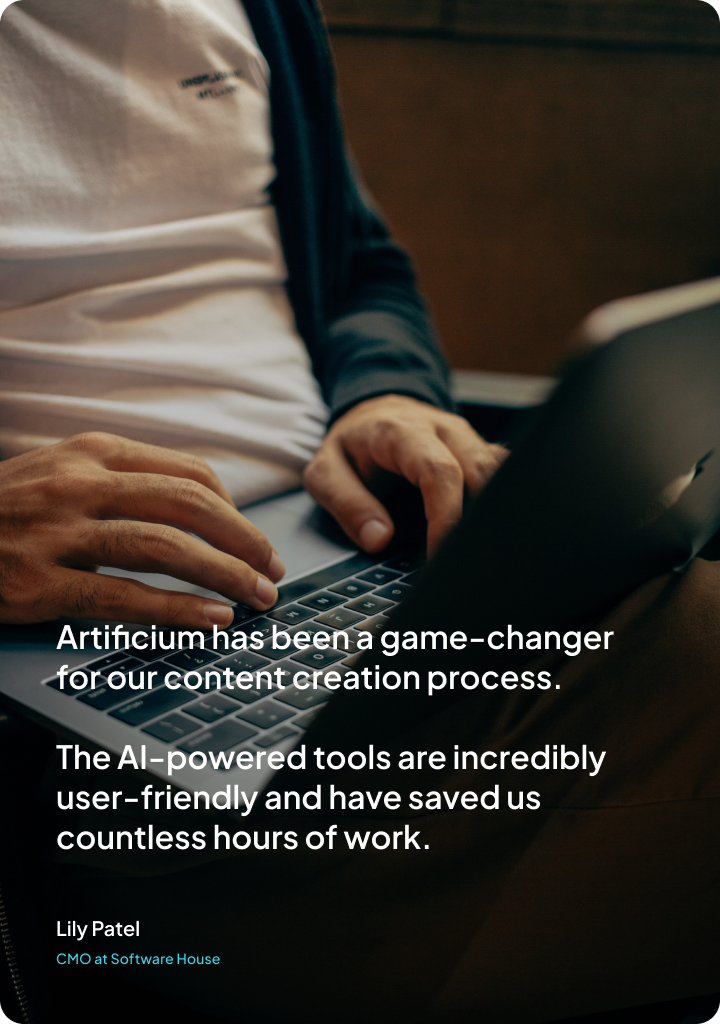 Artificium has been a game-changer
for our content creation process.
The AI-powered tools are incredibly
user-friendly and have saved us
countless hours of work.
Lily Patel
CMO at Software House